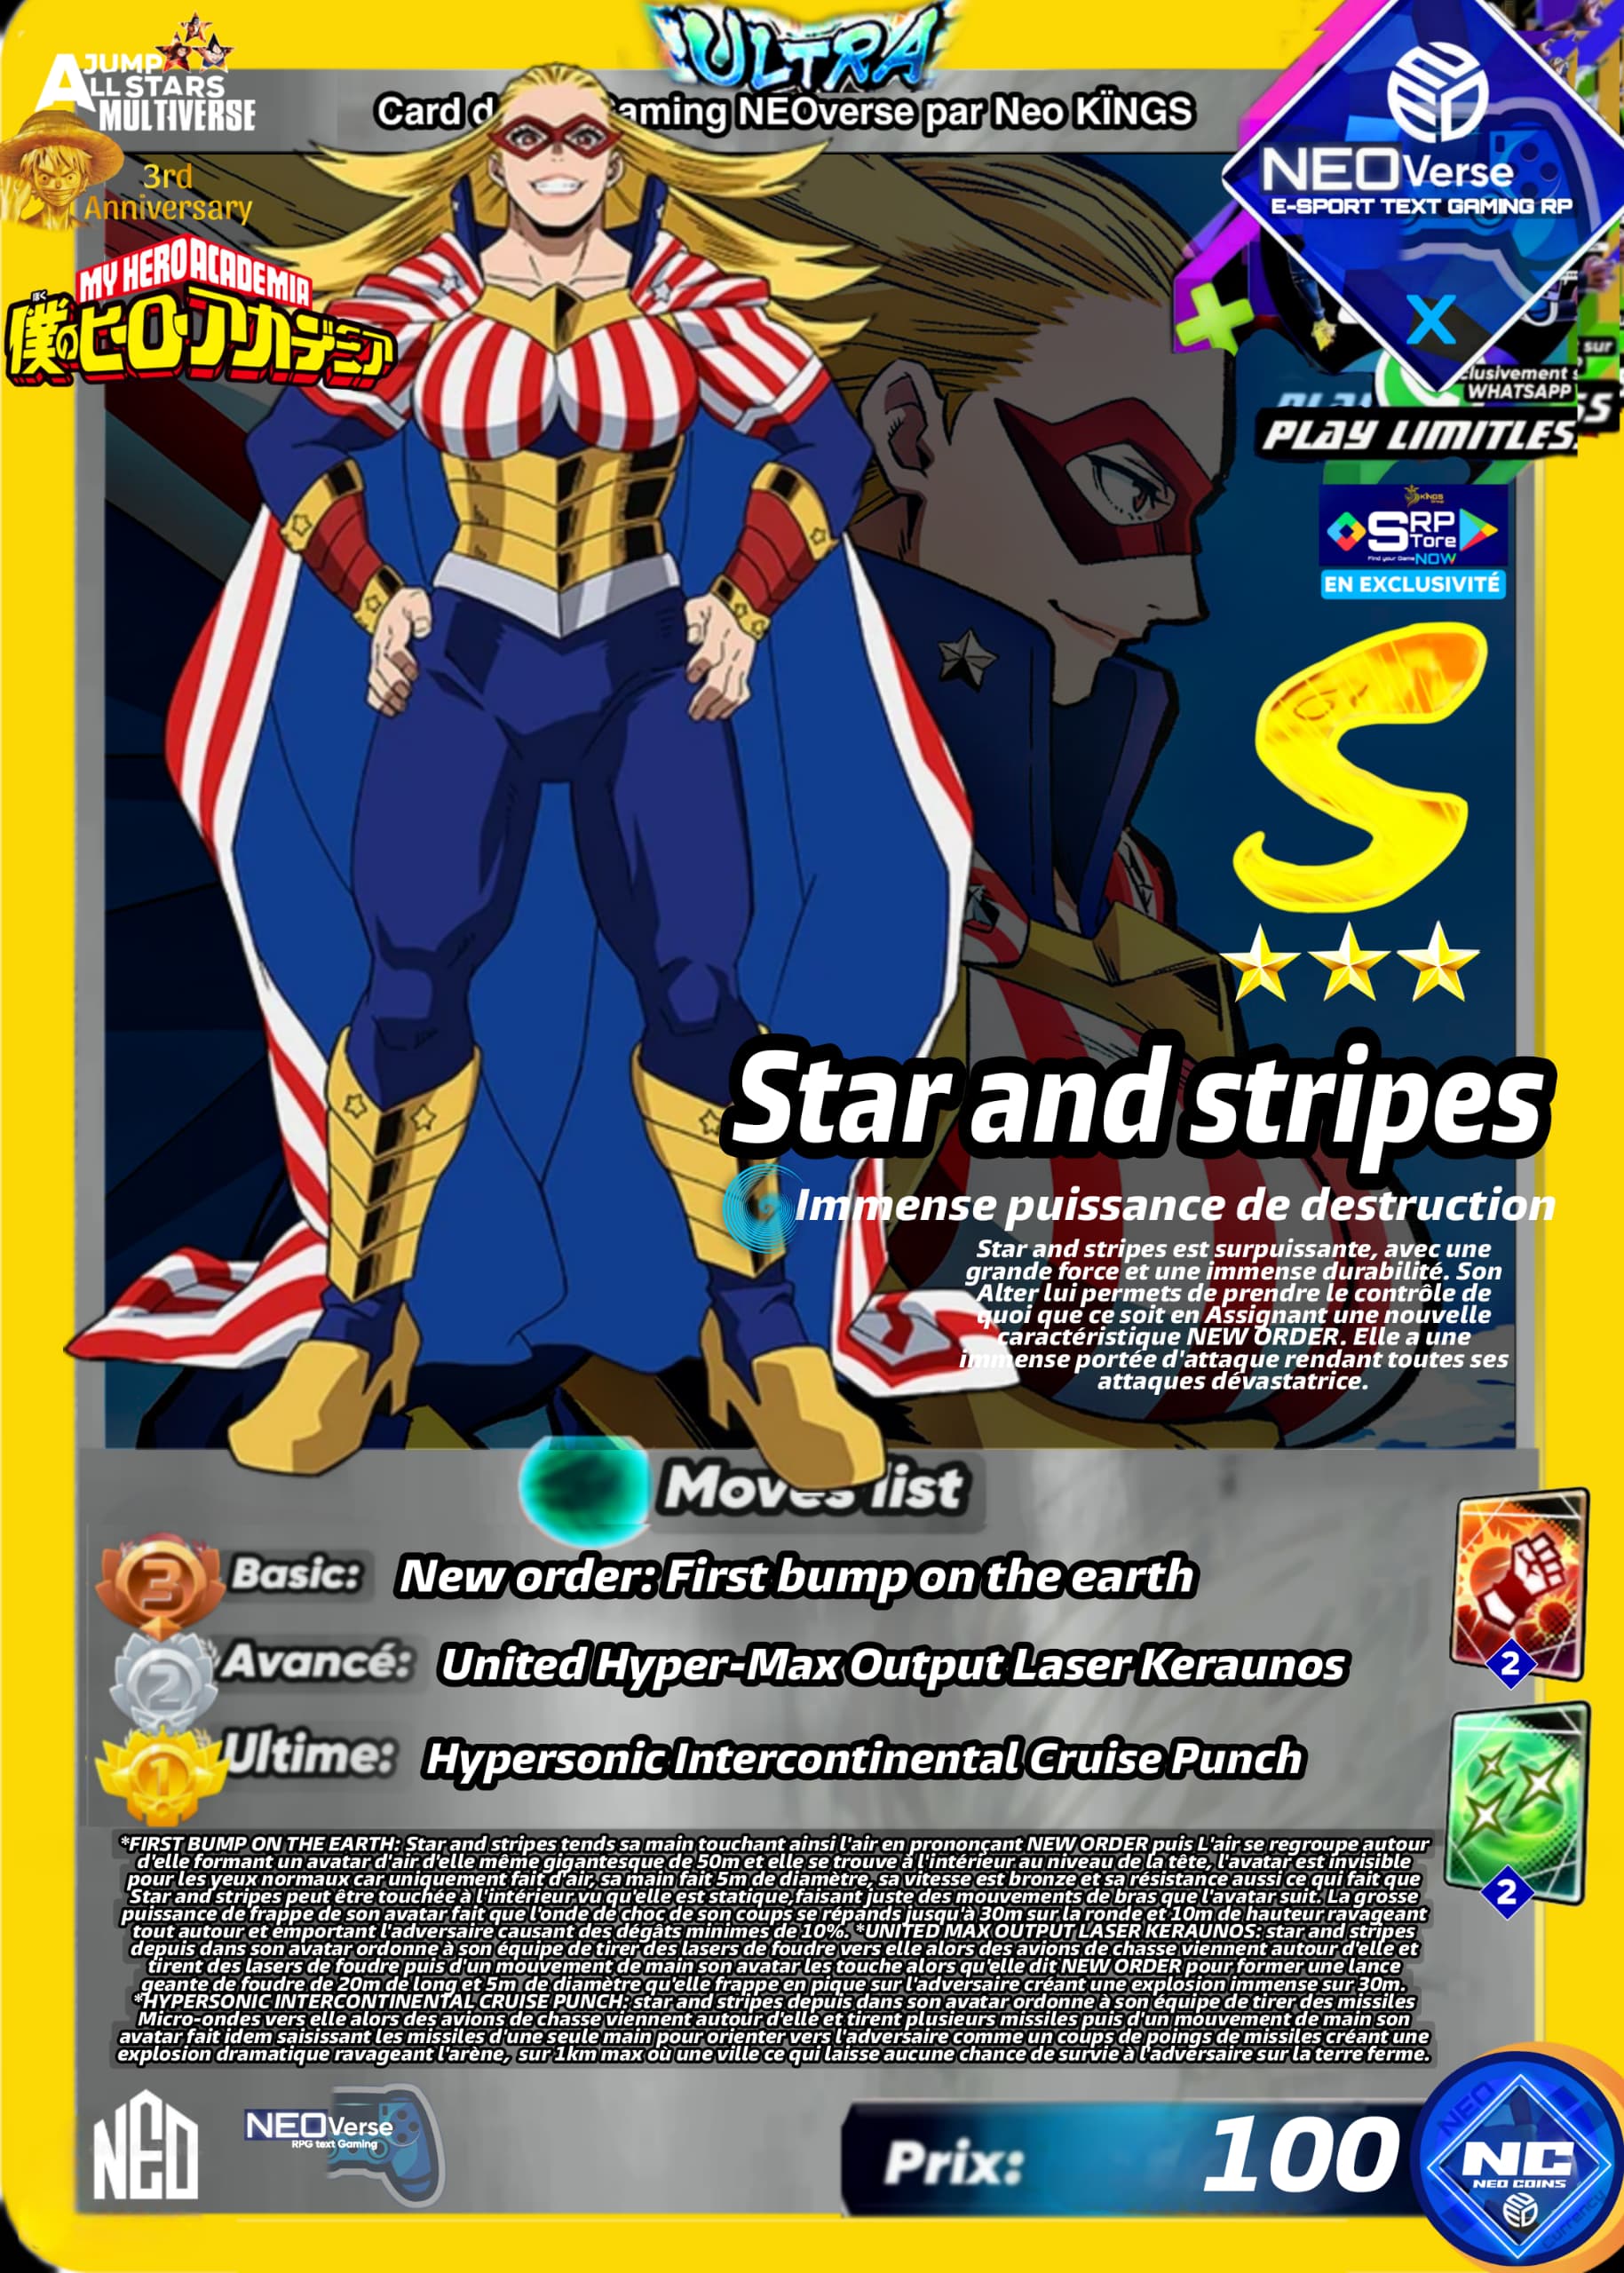 ULTRA
A JUMP
ALL STARS
MULTIVERSE
Card d aming NEOverse par Neo KÏNGS
3rd
Anniversary
MY HERO ACADEMIA
僕のヒーローアカデミア
NEOVerse
E-SPORT TEXT GAMING RP
X
sur
clusivement s
WHATSAPP
PLAY LIMITLES
SRP
STore
Find your Game NOW
EN EXCLUSIVITÉ
S
Star and stripes
Immense puissance de destruction
Star and stripes est surpuissante, avec une
grande force et une immense durabilité. Son
Alter lui permets de prendre le contrôle de
quoi que ce soit en Assignant une nouvelle
caractéristique NEW ORDER. Elle a une
immense portée d'attaque rendant toutes ses
attaques dévastatrice.
Moves list
3 Basic: New order: First bump on the earth
2
2 Avancé: United Hyper-Max Output Laser Keraunos
1 Ultime: Hypersonic Intercontinental Cruise Punch
2
*FIRST BUMP ON THE EARTH: Star and stripes tends sa main touchant ainsi l'air en prononçant NEW ORDER puis L'air se regroupe autour
d'elle formant un avatar d'air d'elle même gigantesque de 50m et elle se trouve à l'intérieur au niveau de la tête, l'avatar est invisible
pour les yeux normaux car uniquement fait d'air, sa main fait 5m de diamètre, sa vitesse est bronze et sa résistance aussi ce qui fait que
Star and stripes peut être touchée à l'intérieur vu qu'elle est statique,faisant juste des mouvements de bras que l'avatar suit. La grosse
puissance de frappe de son avatar fait que l'onde de choc de son coups se répands jusqu'à 30m sur la ronde et 10m de hauteur ravageant
tout autour et emportant l'adversaire causant des dégâts minimes de 10%. *UNITED MAX OUTPUT LASER KERAUNOS: star and stripes
depuis dans son avatar ordonne à son équipe de tirer des lasers de foudre vers elle alors des avions de chasse viennent autour d'elle et
tirent des lasers de foudre puis d'un mouvement de main son avatar les touche alors qu'elle dit NEW ORDER pour former une lance
geante de foudre de 20m de long et 5m de diamètre qu'elle frappe en pique sur l'adversaire créant une explosion immense sur 30m.
*HYPERSONIC INTERCONTINENTAL CRUISE PUNCH: star and stripes depuis dans son avatar ordonne à son équipe de tirer des missiles
Micro-ondes vers elle alors des avions de chasse viennent autour d'elle et tirent plusieurs missiles puis d'un mouvement de main son
avatar fait idem saisissant les missiles d'une seule main pour orienter vers l'adversaire comme un coups de poings de missiles créant une
explosion dramatique ravageant l'arène, sur 1km max où une ville ce qui laisse aucune chance de survie à l'adversaire sur la terre ferme.
NEO
NEOVerse
RPG text Gaming
Prix: 100
NC
NEO COINS